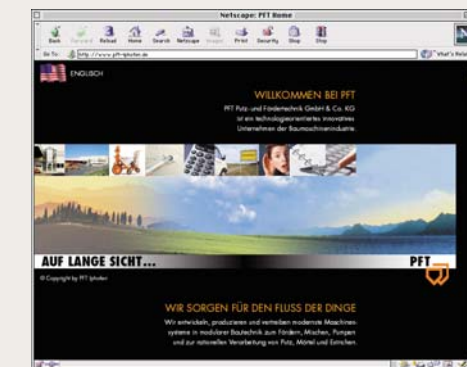 Netscape: PFT Home
Back Forward Reload Home Search Netscape Images Print Security Shop Stop
Go To: http://www.pft-iphofen.de What's Related
ENGLISCH
WILLKOMMEN BEI PFT
PFT Putz- und Fördertechnik GmbH & Co. KG
ist ein technologieorientiertes innovatives
Unternehmen der Baumaschinenindustrie.
AUF LANGE SICHT... PFT
© Copyright by PFT Iphofen
WIR SORGEN FÜR DEN FLUSS DER DINGE
Wir entwickeln, produzieren und vertreiben modernste Maschinen-
systeme in modularer Bautechnik zum Fördern, Mischen, Pumpen
und zur rationellen Verarbeitung von Putz, Mörtel und Estrichen.